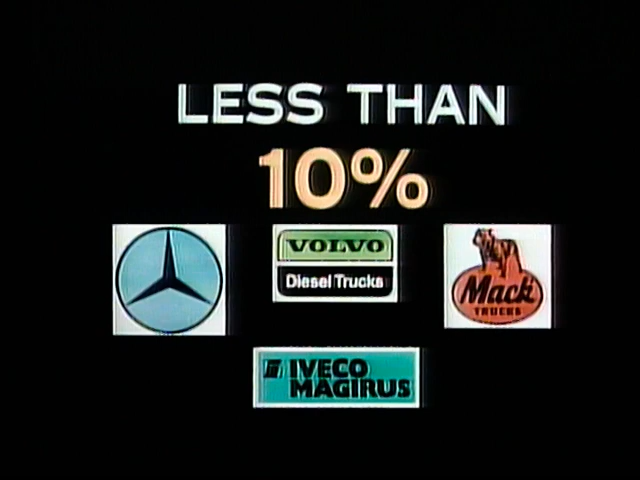 LESS THAN
10%
VOLVO
Diesel Trucks
Mack
TRUCKS
IVECO
MAGIRUS